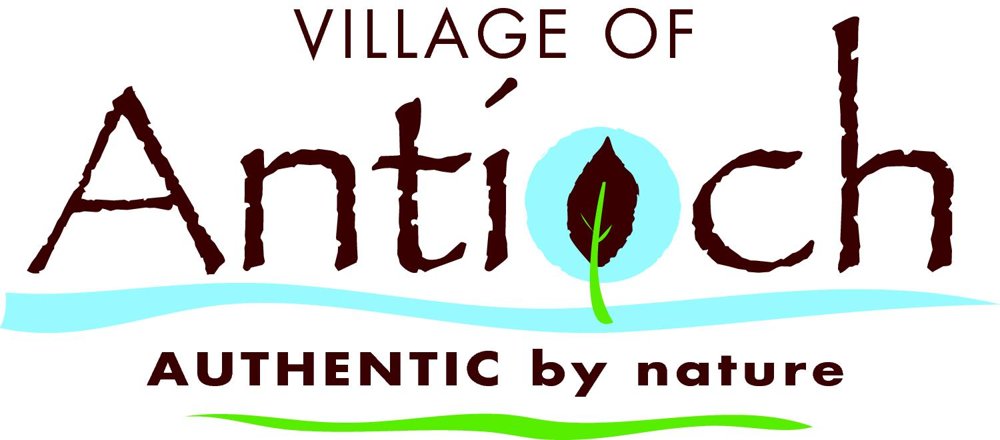 VILLAGE OF
Antioch
AUTHENTIC by nature